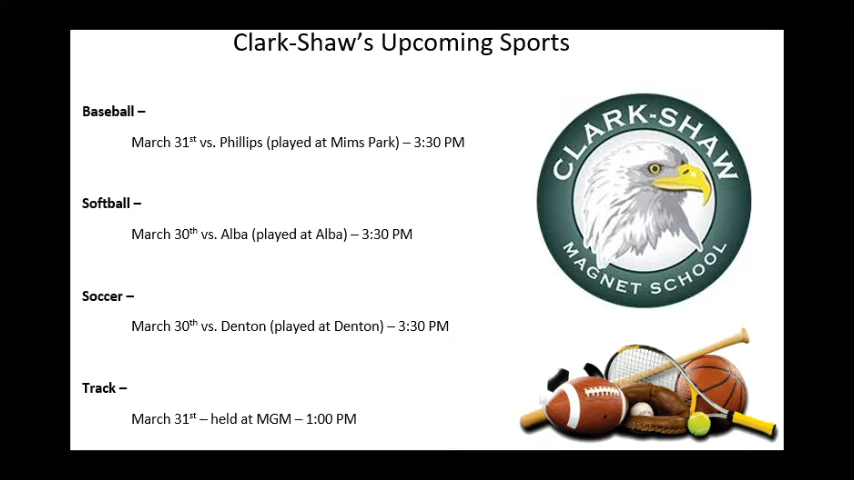 Clark-Shaw’s Upcoming Sports
Baseball –
March 31st vs. Phillips (played at Mims Park) – 3:30 PM
Softball –
March 30th vs. Alba (played at Alba) – 3:30 PM
Soccer –
March 30th vs. Denton (played at Denton) – 3:30 PM
Track –
March 31st – held at MGM – 1:00 PM
CLARK-SHAW
MAGNET SCHOOL